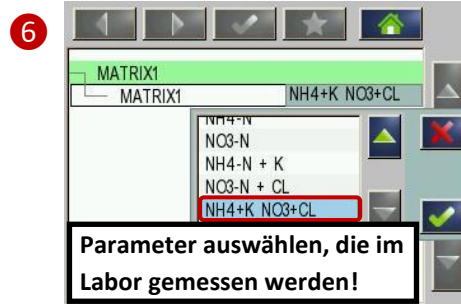 6
MATRIX1
MATRIX1 NH4+K NO3+CL
NH4-N
NO3-N
NH4-N + K
NO3-N + CL
NH4+K NO3+CL
Parameter auswählen, die im
Labor gemessen werden!